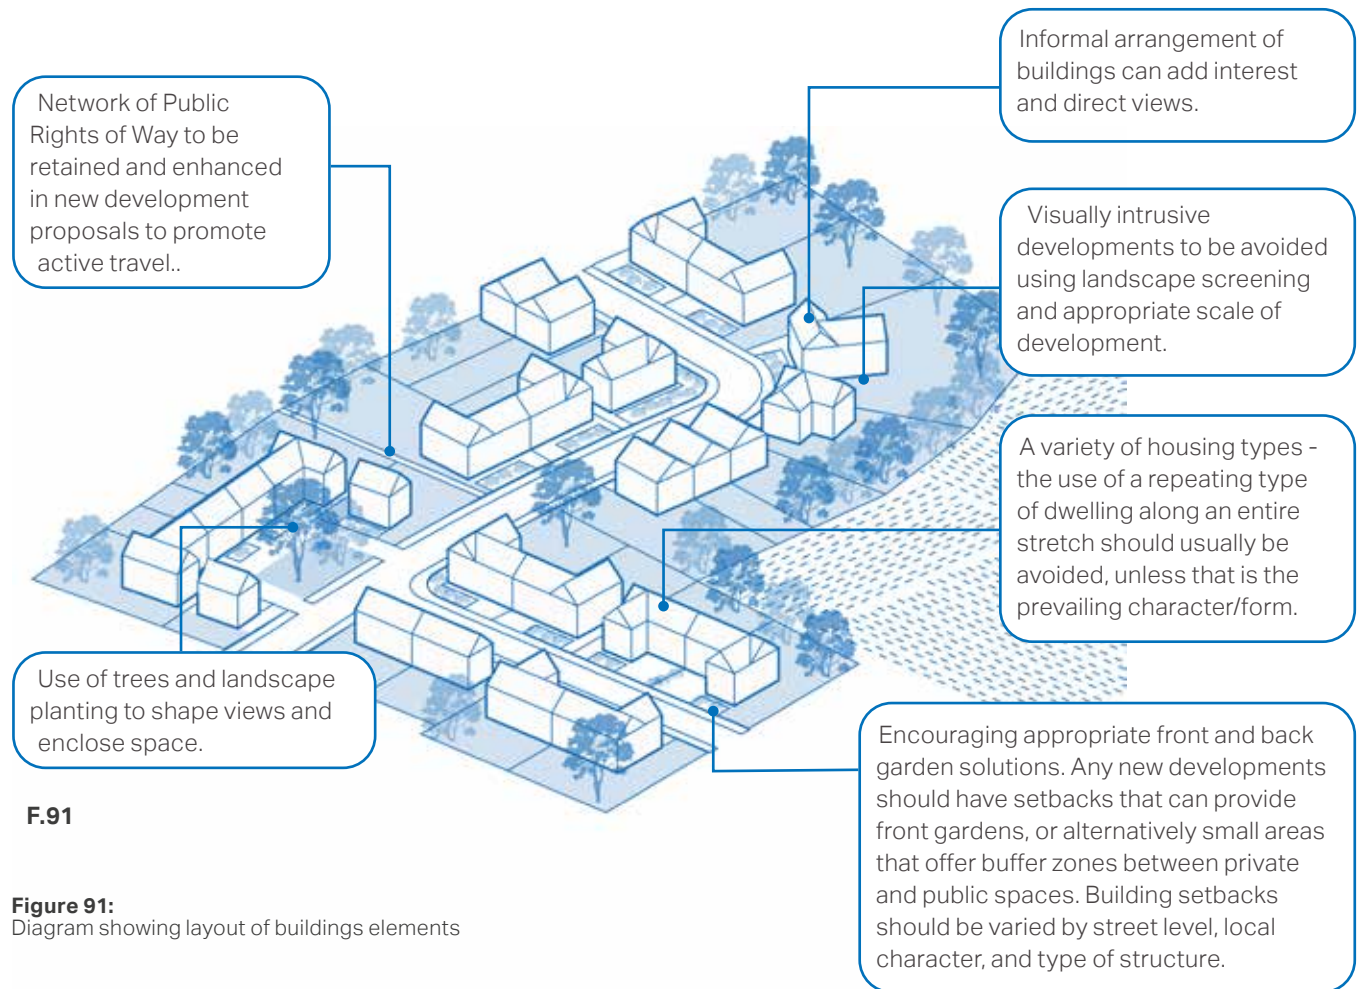 Network of Public
Rights of Way to be
retained and enhanced
in new development
proposals to promote
active travel..
Informal arrangement of
buildings can add interest
and direct views.
Visually intrusive
developments to be avoided
using landscape screening
and appropriate scale of
development.
A variety of housing types -
the use of a repeating type
of dwelling along an entire
stretch should usually be
avoided, unless that is the
prevailing character/form.
Use of trees and landscape
planting to shape views and
enclose space.
Encouraging appropriate front and back
garden solutions. Any new developments
should have setbacks that can provide
front gardens, or alternatively small areas
that offer buffer zones between private
and public spaces. Building setbacks
should be varied by street level, local
character, and type of structure.
F.91
Figure 91:
Diagram showing layout of buildings elements